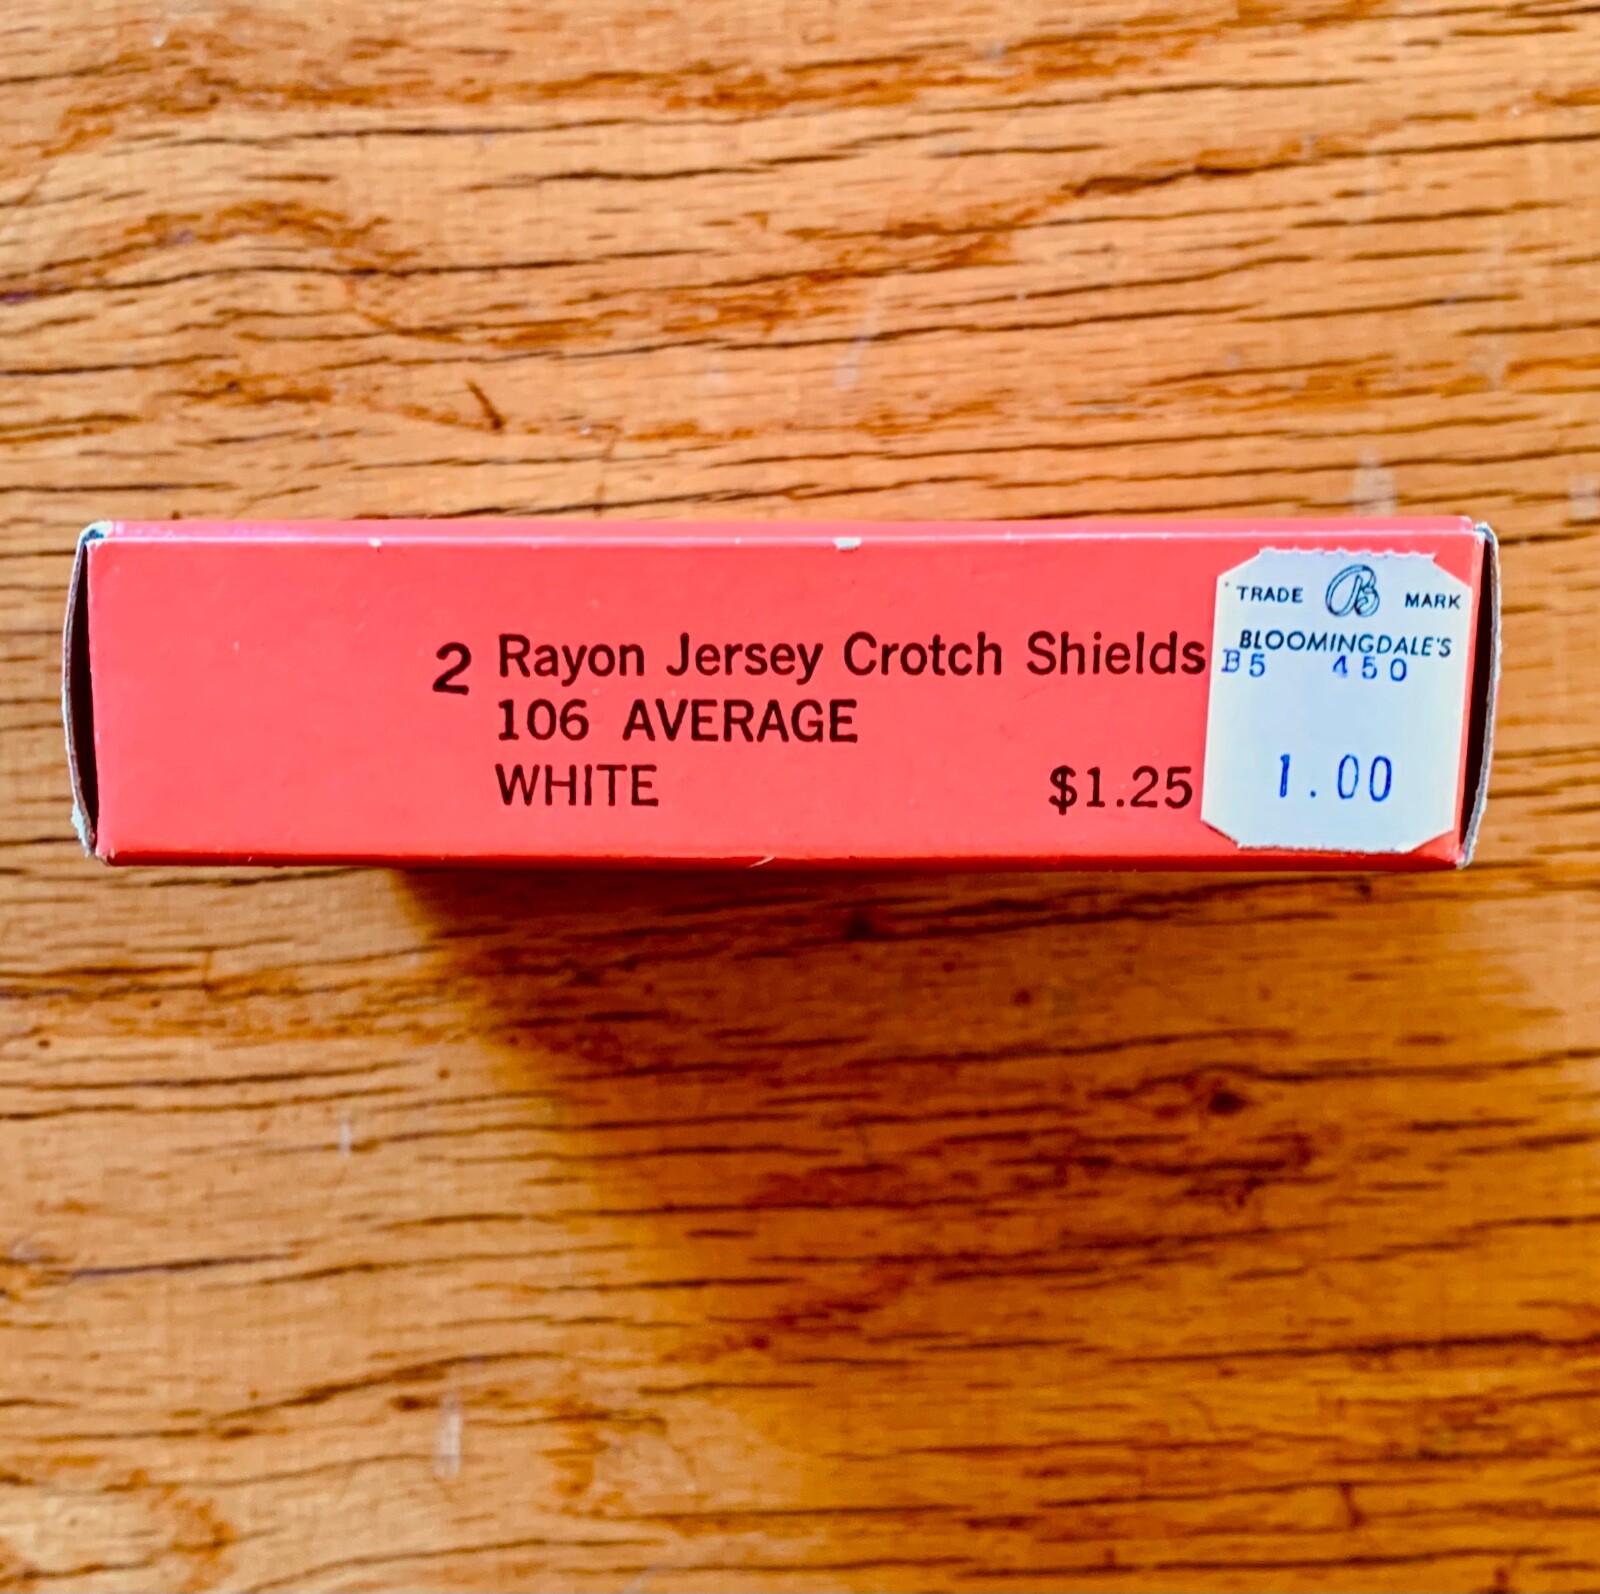 2 Rayon Jersey Crotch Shields
106 AVERAGE
WHITE $1.25
TRADE B MARK
BLOOMINGDALE'S
B5 450
1.00